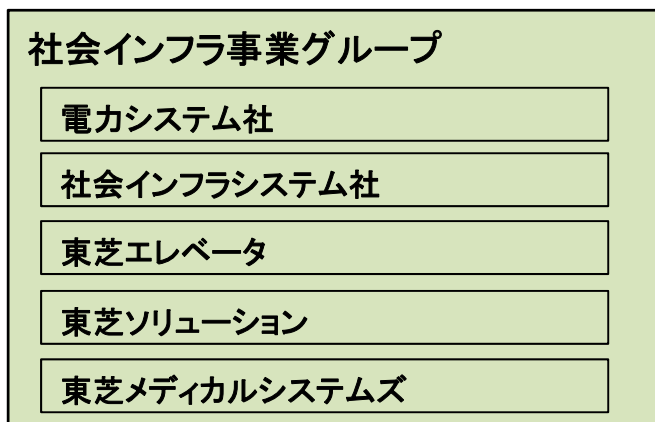 社会インフラ事業グループ
電力システム社
社会インフラシステム社
東芝エレベータ
東芝ソリューション
東芝メディカルシステムズ